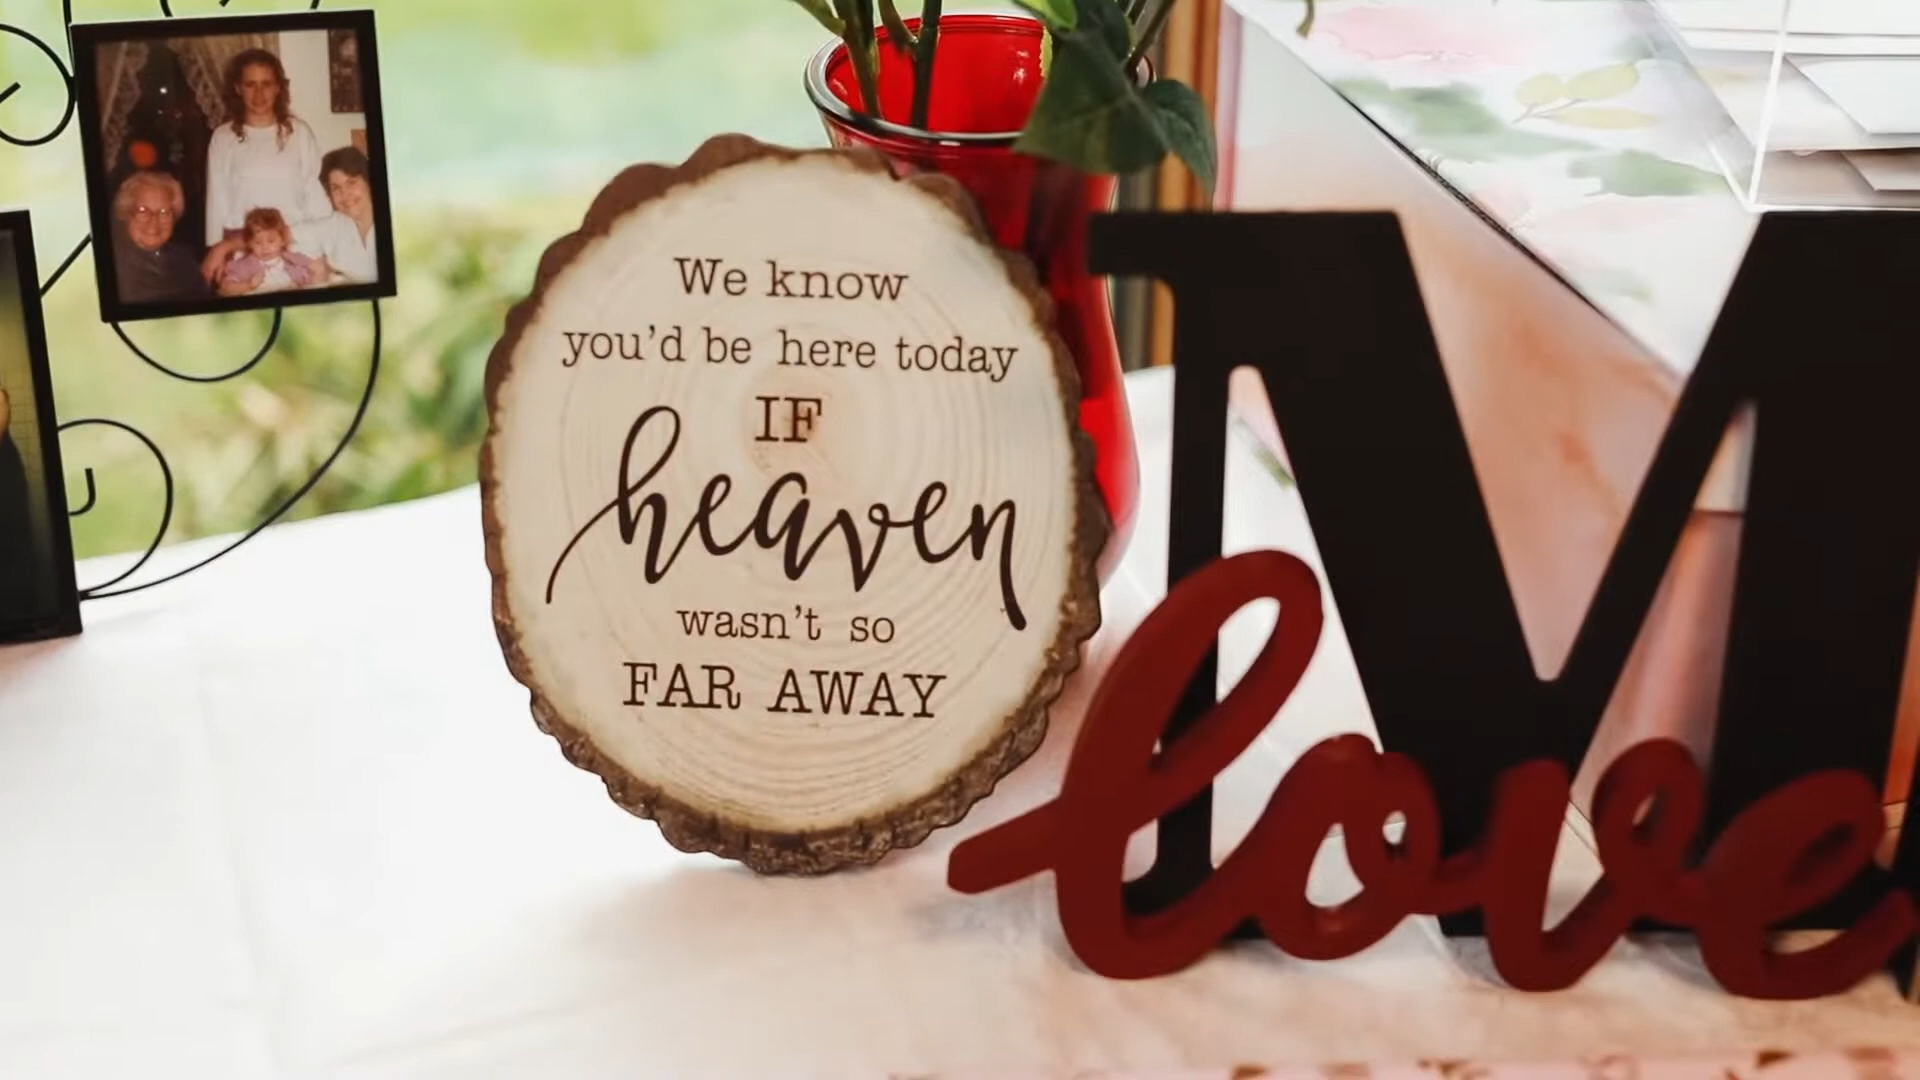 We know
you'd be here today
IF
heaven
wasn't so
FAR AWAY
M
love